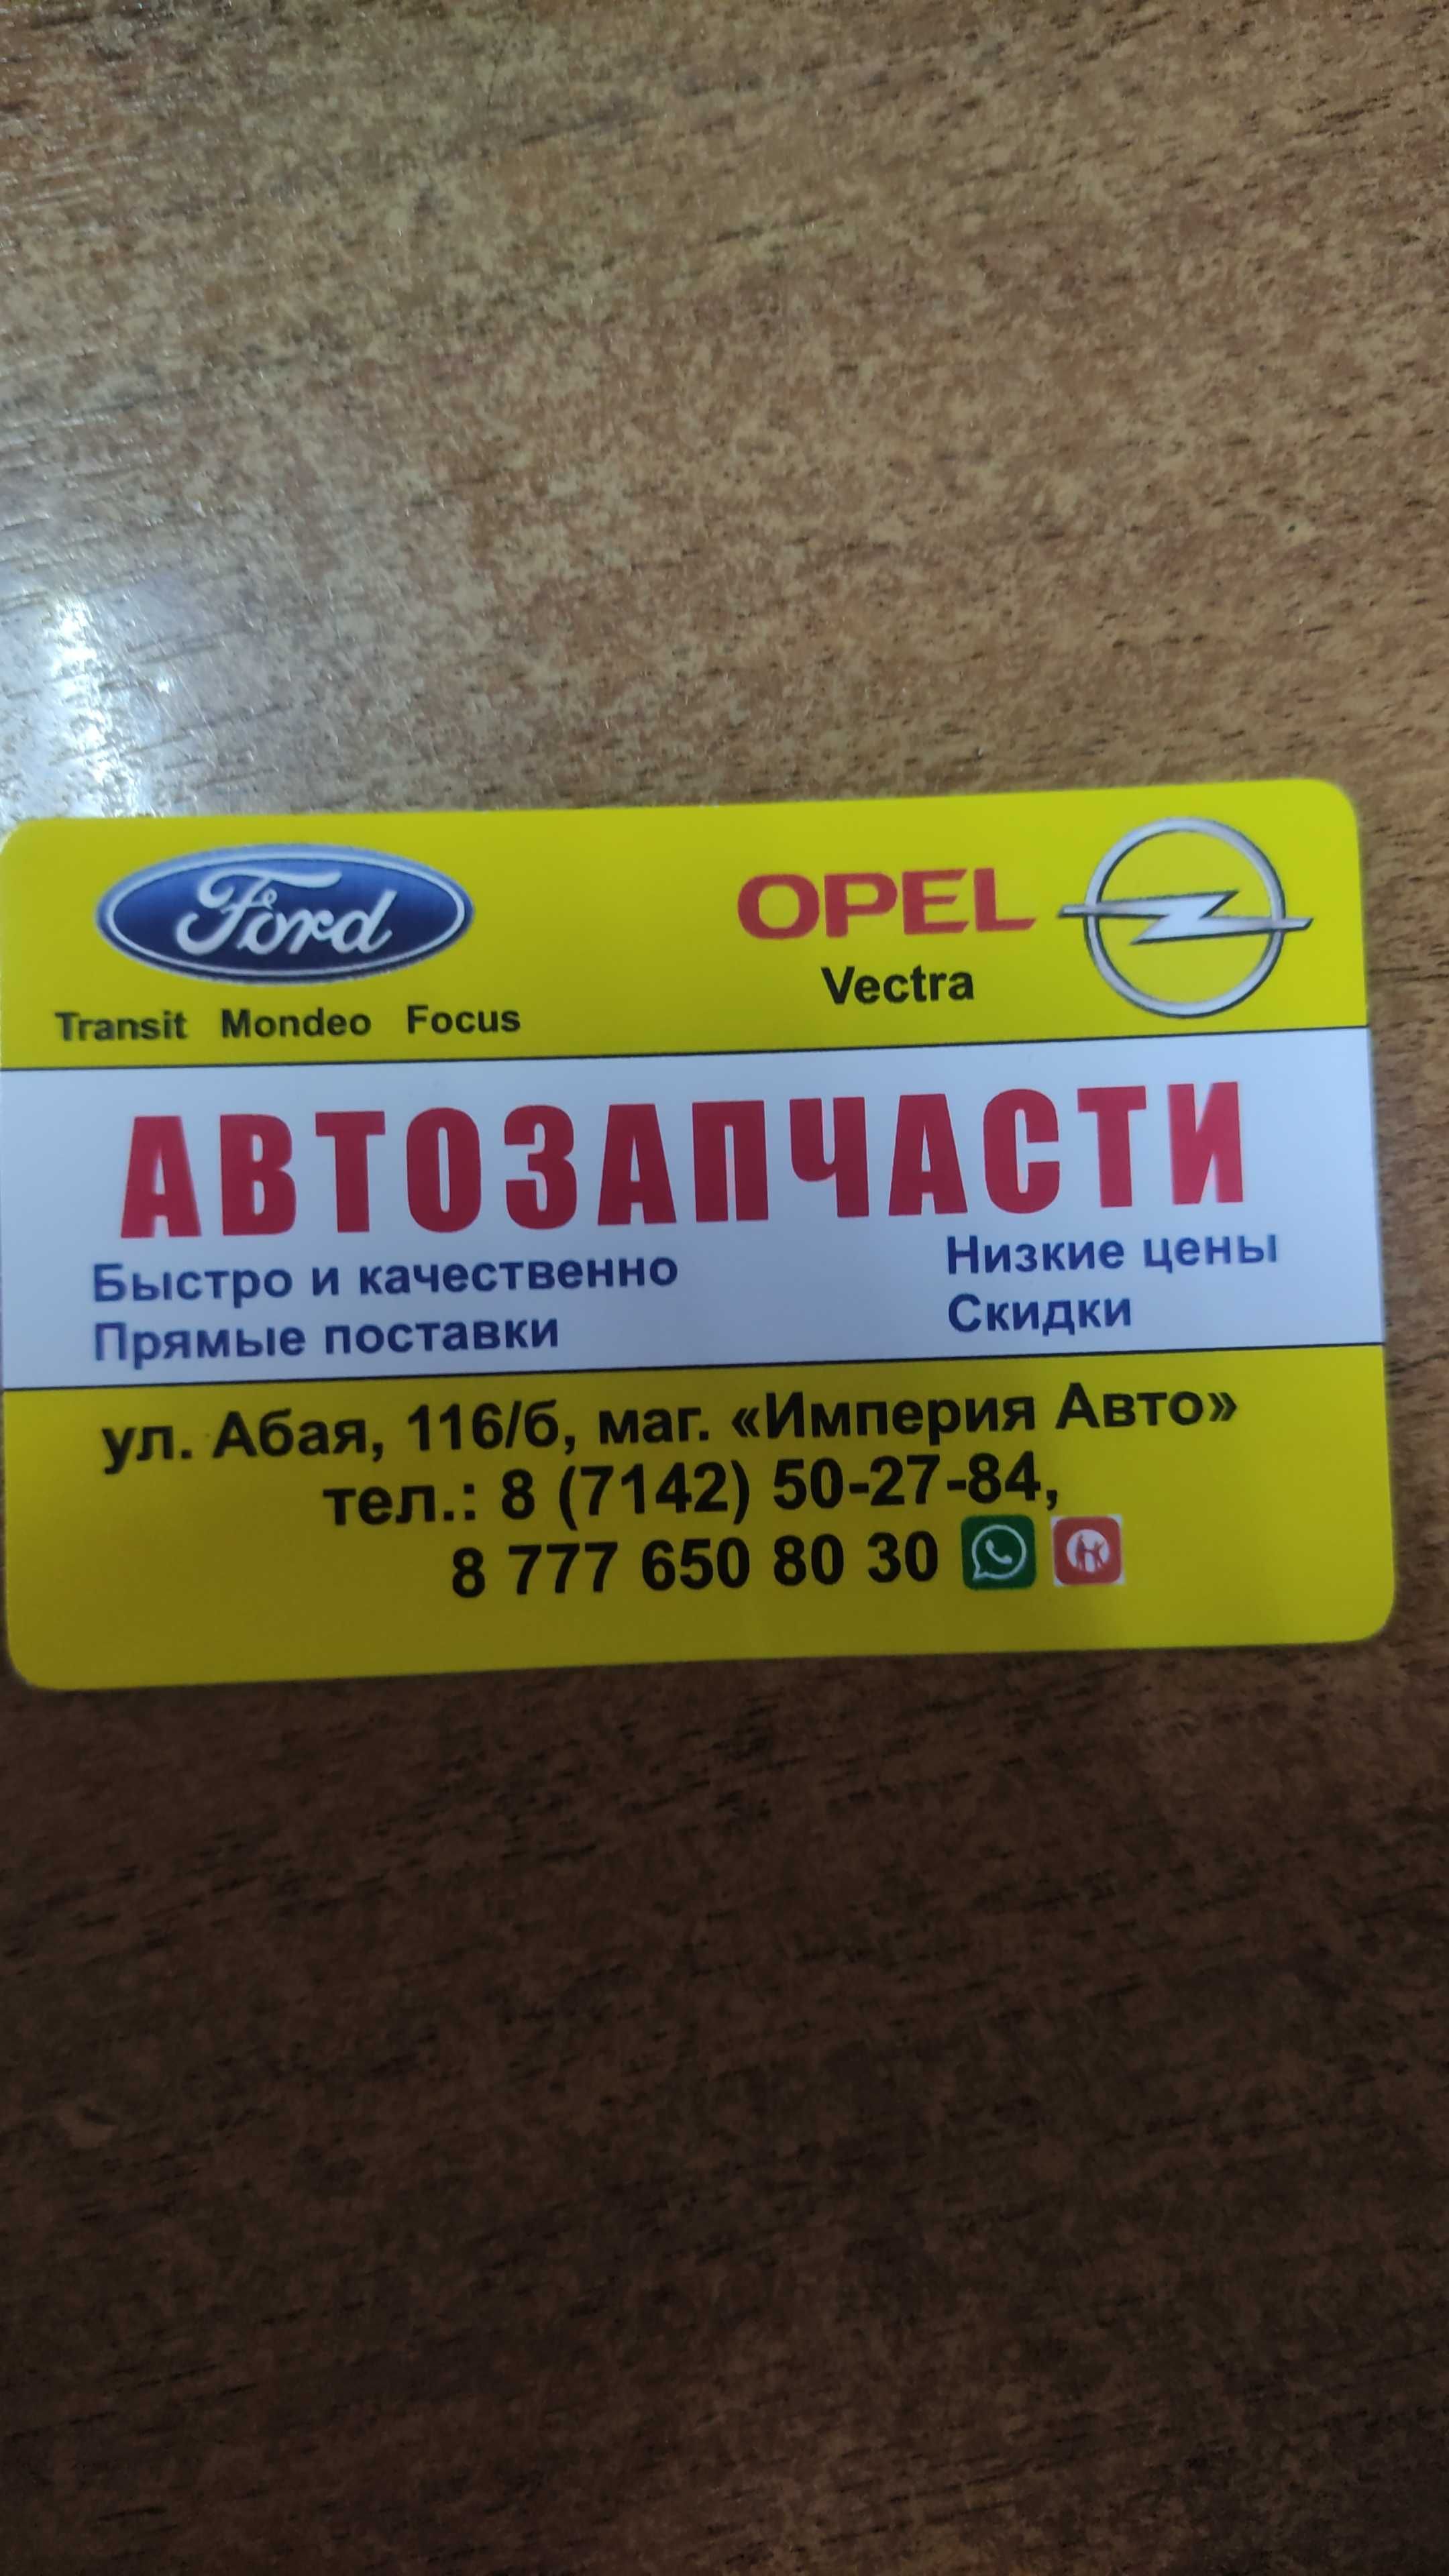 Ford
OPEL
Vectra
Transit Mondeo Focus
АВТОЗАПЧАСТИ
Быстро и качественно
Прямые поставки
Низкие цены
Скидки
ул. Абая, 116/б, маг. «Империя Авто»
тел.: 8 (7142) 50-27-84,
8 777 650 80 30